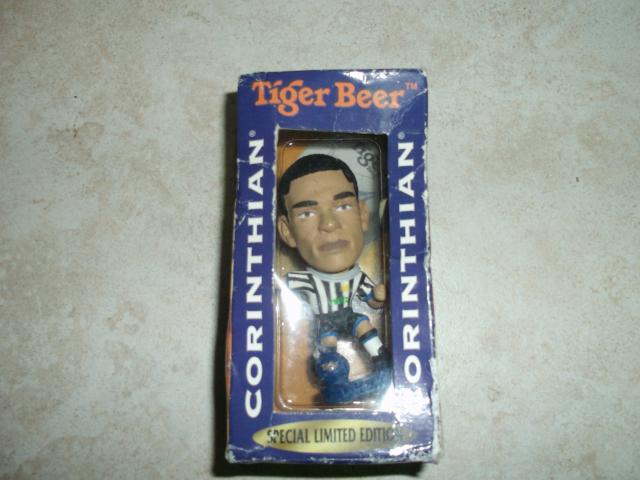 Tiger Beer™
CORINTHIAN®
CORINTHIAN®
SPECIAL LIMITED EDITION